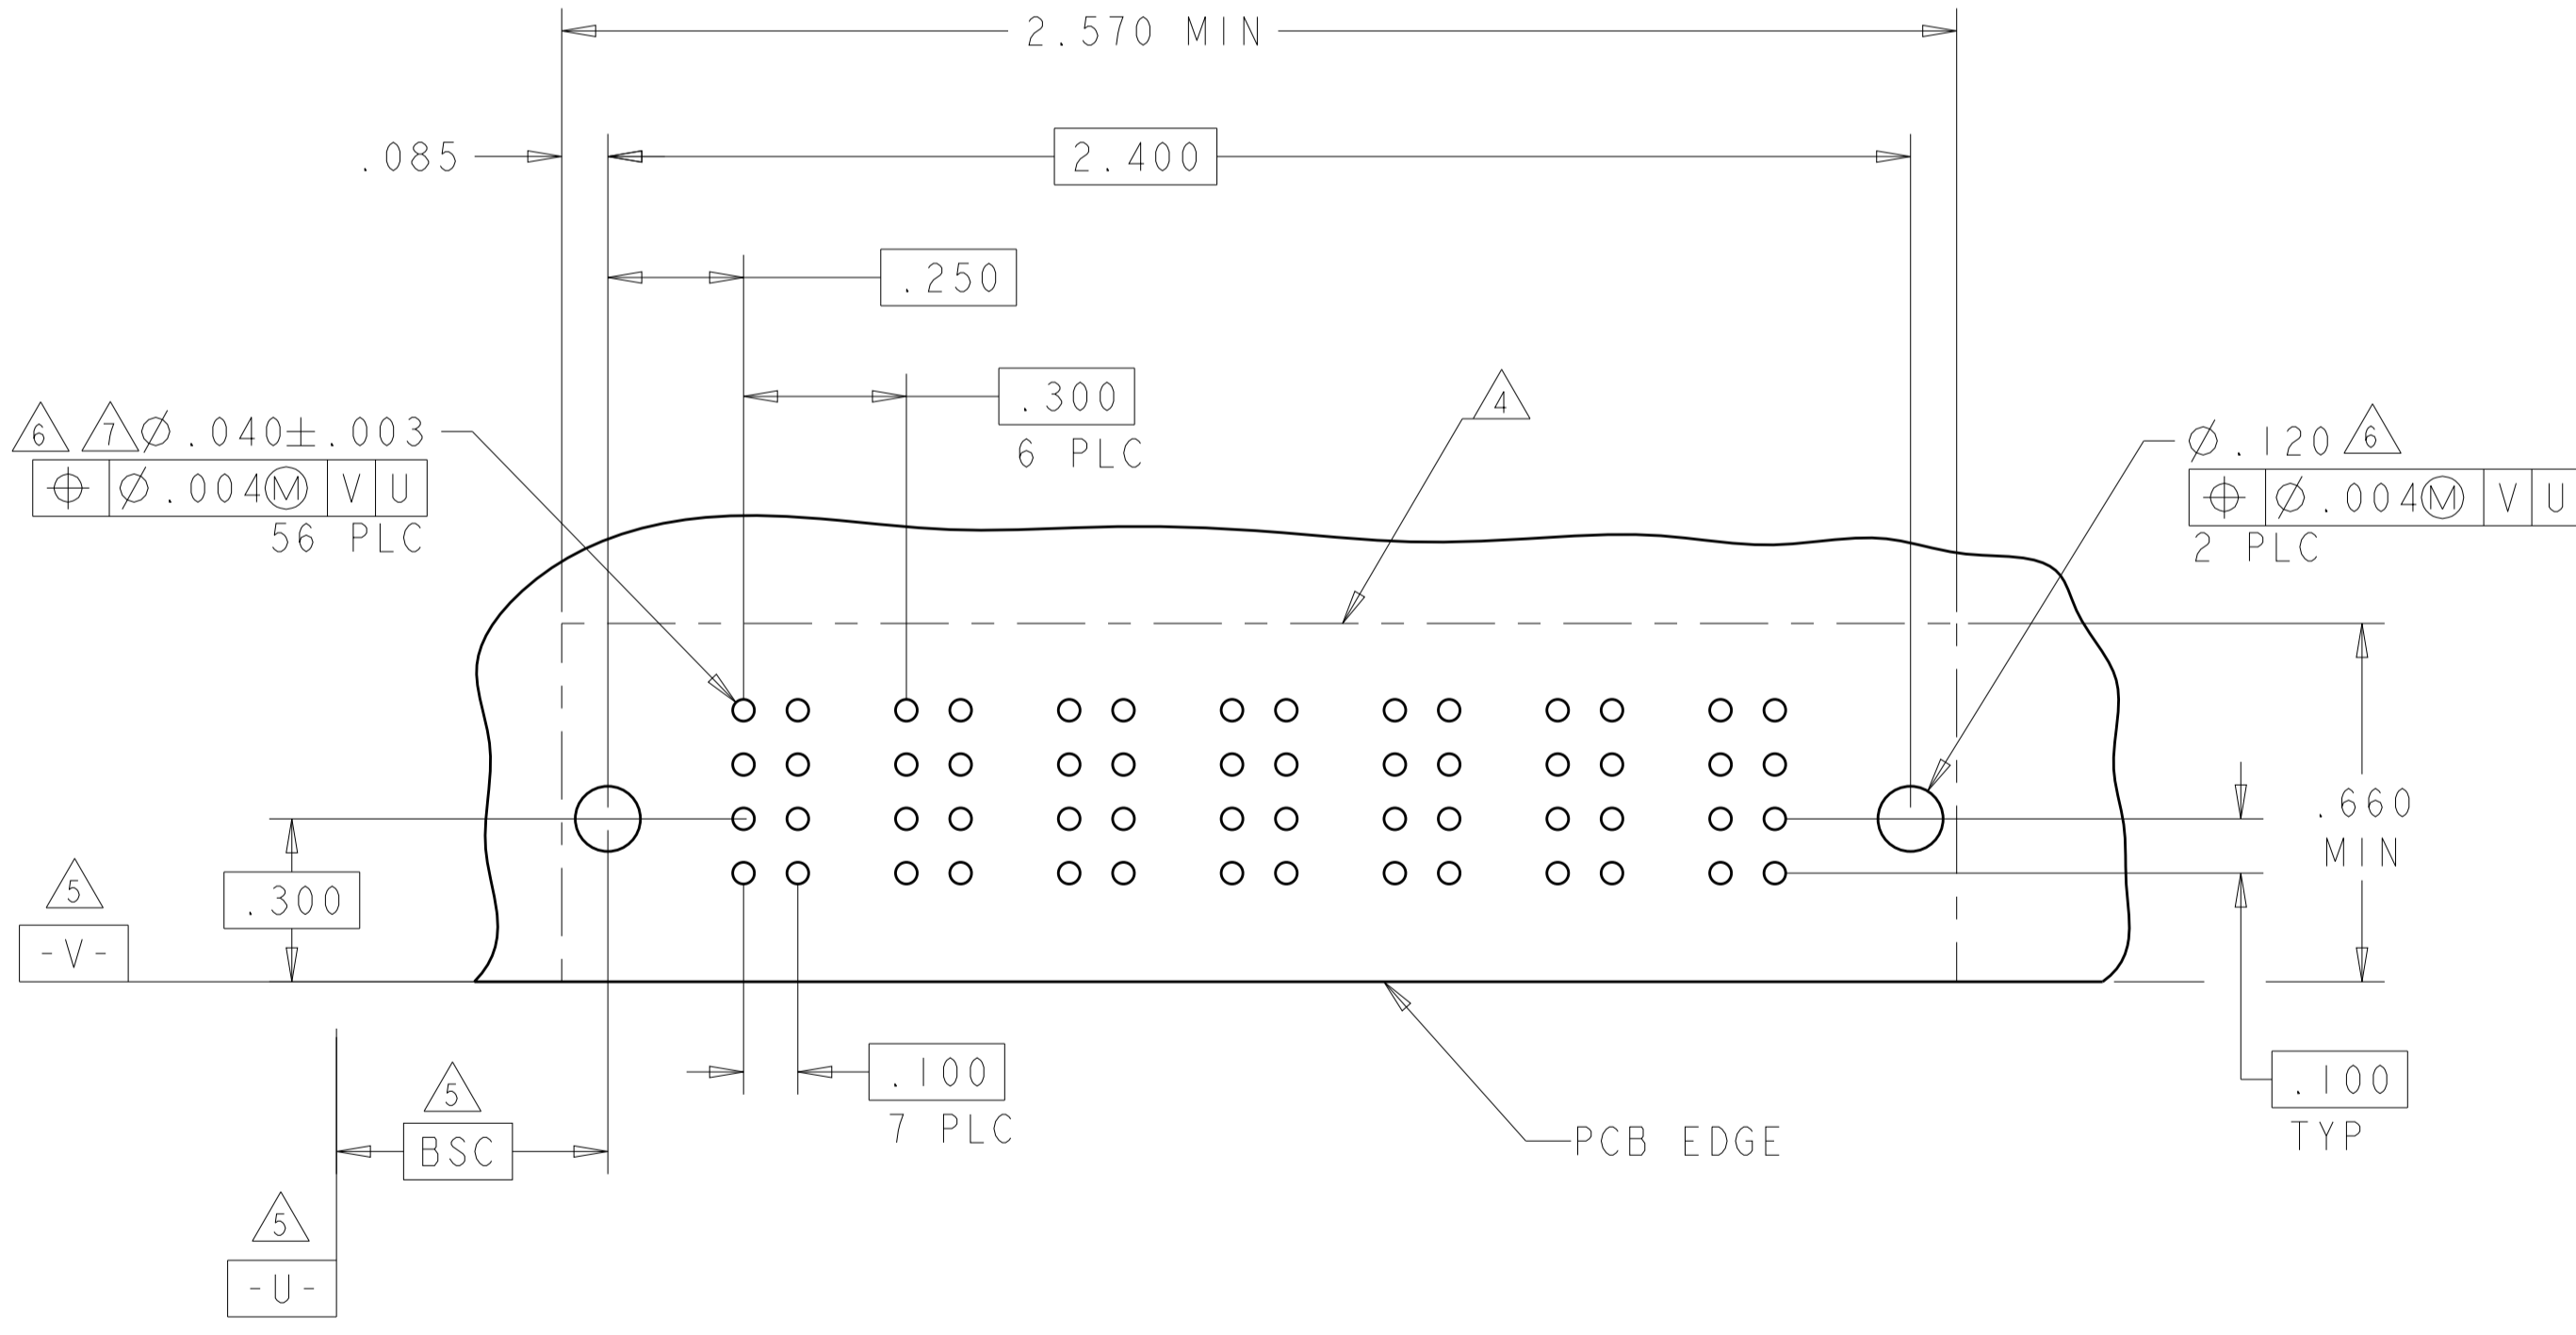 2.570 MIN
.085
2.400
.250
.300
6 PLC
4
6 7 Ø.040±.003
⌖ Ø.004Ⓜ V U
56 PLC
Ø.120 6
⌖ Ø.004Ⓜ V U
2 PLC
.660
MIN
5
-V-
.300
.100
7 PLC
5
BSC
5
-U-
PCB EDGE
.100
TYP